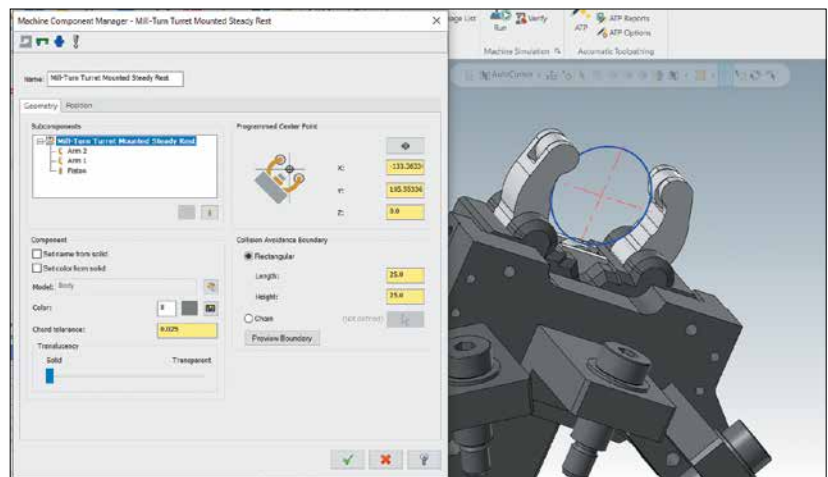 Machine Component Manager - Mill-Turn Turret Mounted Steady Rest
Name: Mill-Turn Turret Mounted Steady Rest
Geometry Position
Subcomponents
Mill-Turn Turret Mounted Steady Rest
Arm 2
Arm 1
Piston
Programmed Center Point
X:
Y:
Z: 0.0
Component
Set name from solid
Set color from solid
Model: Body
Color: 8
Chord tolerance: 0.025
Translucency
Solid Transparent
Collision Avoidance Boundary
Rectangular
Length: 25.0
Height: 25.0
Chain (not defined)
Preview Boundary
Run
Verify
Machine Simulation
ATP
ATP Reports
ATP Options
Automatic Toolpathing
AutoCursor